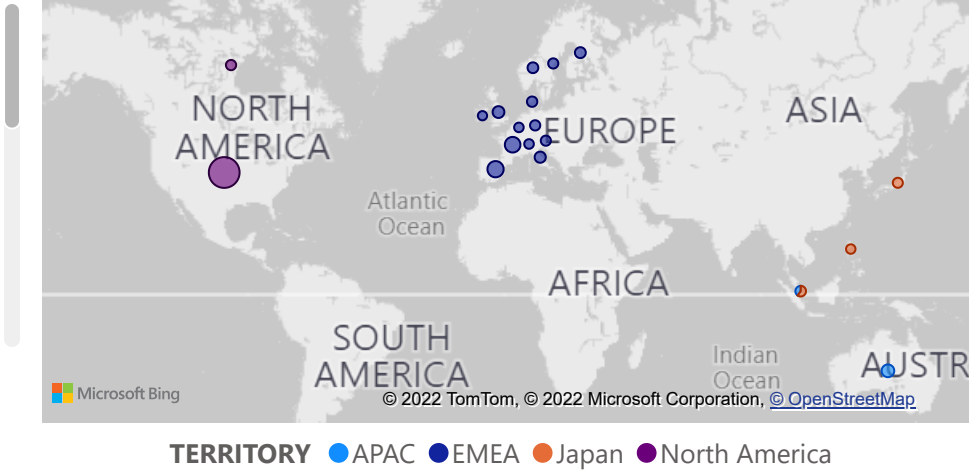 NORTH
AMERICA
ASIA
EUROPE
Atlantic
Ocean
AFRICA
SOUTH
AMERICA
Indian
Ocean
AUSTR
Microsoft Bing
© 2022 TomTom, © 2022 Microsoft Corporation, © OpenStreetMap
TERRITORY APAC EMEA Japan North America